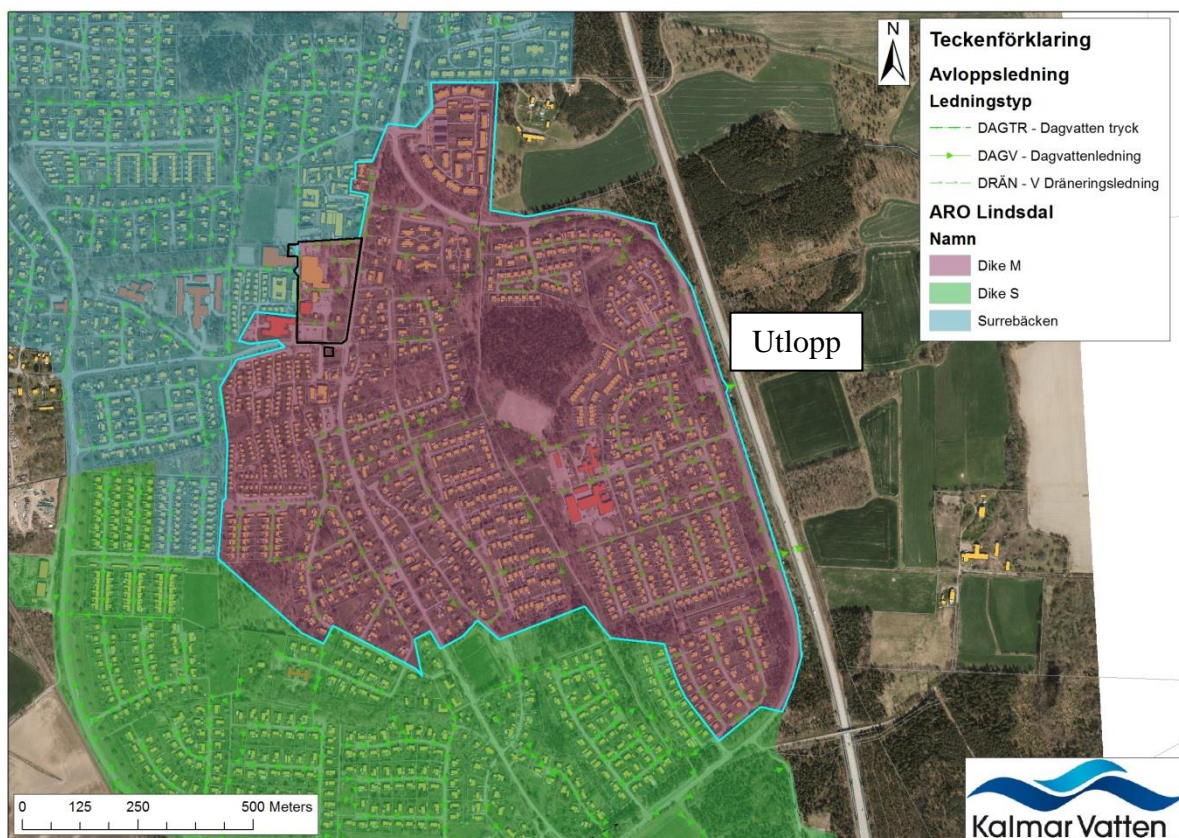 N
Teckenförklaring
Avloppsledning
Ledningstyp
DAGTR - Dagvatten tryck
DAGV - Dagvattenledning
DRÄN - V Dräneringsledning
ARO Lindsdal
Namn
Dike M
Dike S
Surrebäcken
Utlopp
0 125 250 500 Meters
Kalmar Vatten